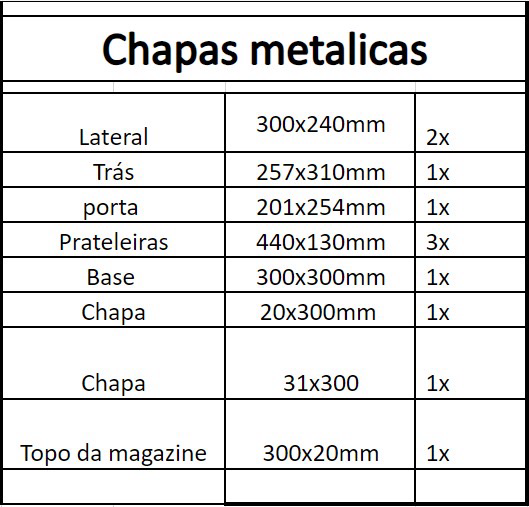 Chapas metalicas
Lateral 300x240mm 2x
Trás 257x310mm 1x
porta 201x254mm 1x
Prateleiras 440x130mm 3x
Base 300x300mm 1x
Chapa 20x300mm 1x
Chapa 31x300 1x
Topo da magazine 300x20mm 1x